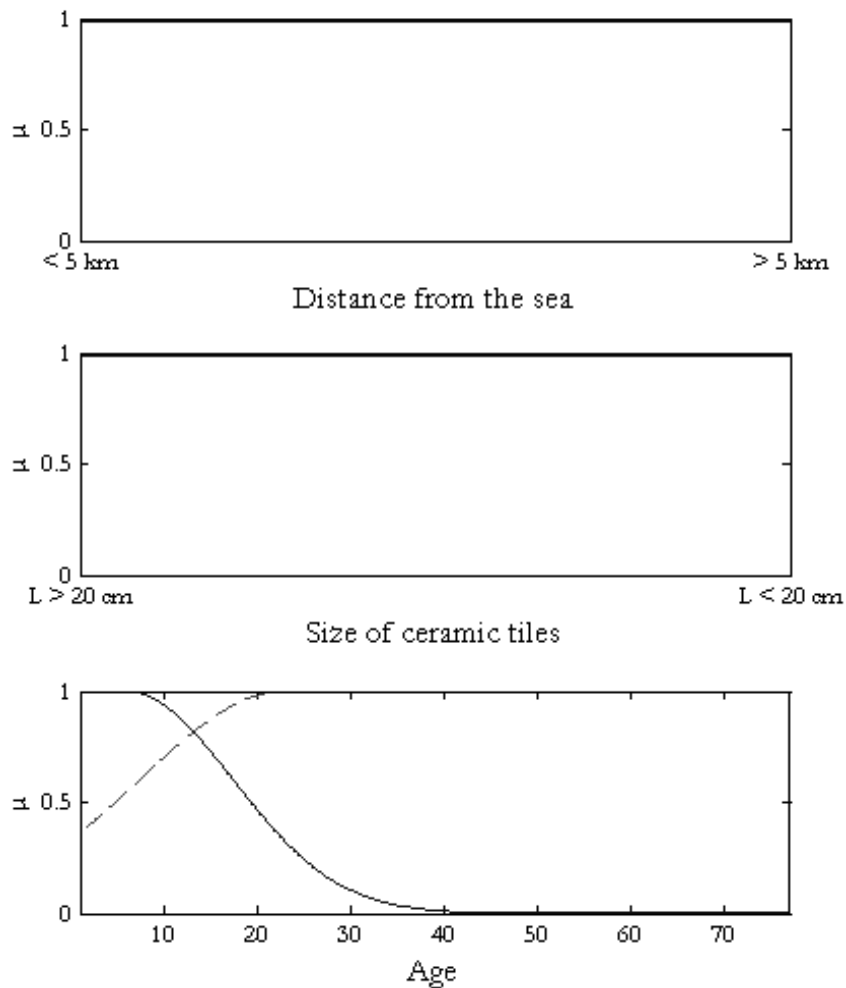 1
μ 0.5
0
< 5 km > 5 km
Distance from the sea
1
μ 0.5
0
L > 20 cm L < 20 cm
Size of ceramic tiles
1
μ 0.5
0
10 20 30 40 50 60 70
Age